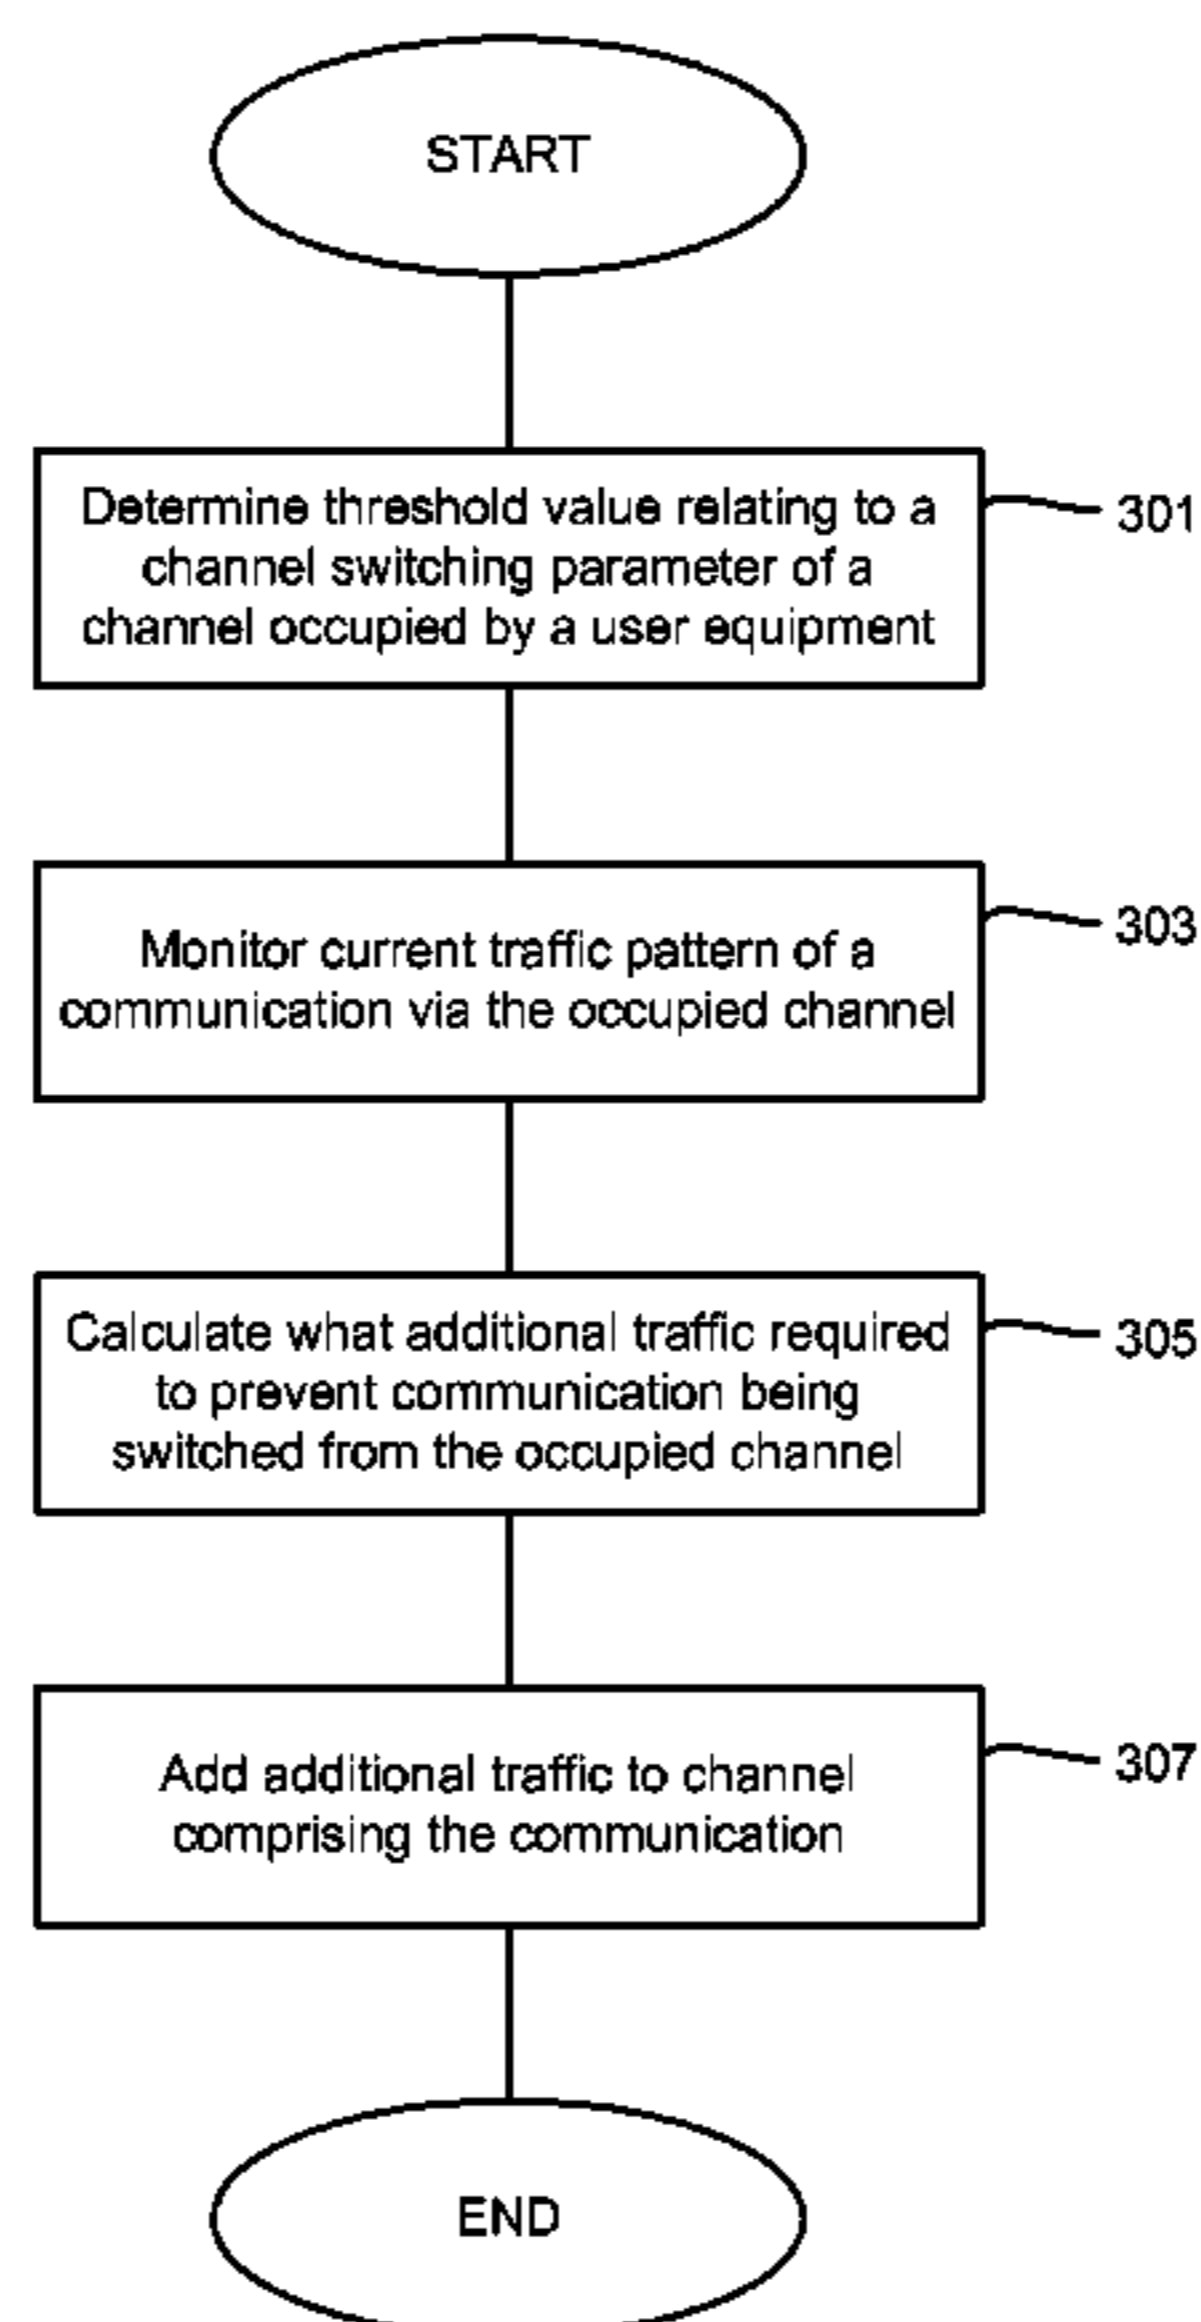 START
Determine threshold value relating to a
channel switching parameter of a
channel occupied by a user equipment
301
Monitor current traffic pattern of a
communication via the occupied channel
303
Calculate what additional traffic required
to prevent communication being
switched from the occupied channel
305
Add additional traffic to channel
comprising the communication
307
END